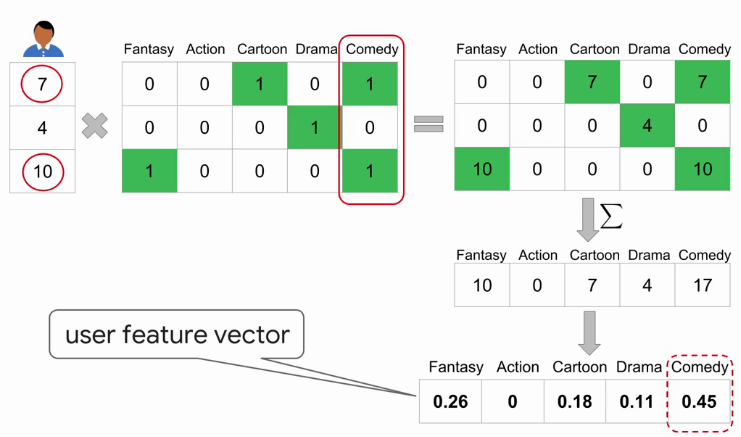 Fantasy Action Cartoon Drama Comedy
7 0 0 1 0 1
4 0 0 0 1 0
10 1 0 0 0 1
=
Fantasy Action Cartoon Drama Comedy
0 0 7 0 7
0 0 0 4 0
10 0 0 0 10
∑
Fantasy Action Cartoon Drama Comedy
10 0 7 4 17
user feature vector
Fantasy Action Cartoon Drama Comedy
0.26 0 0.18 0.11 0.45